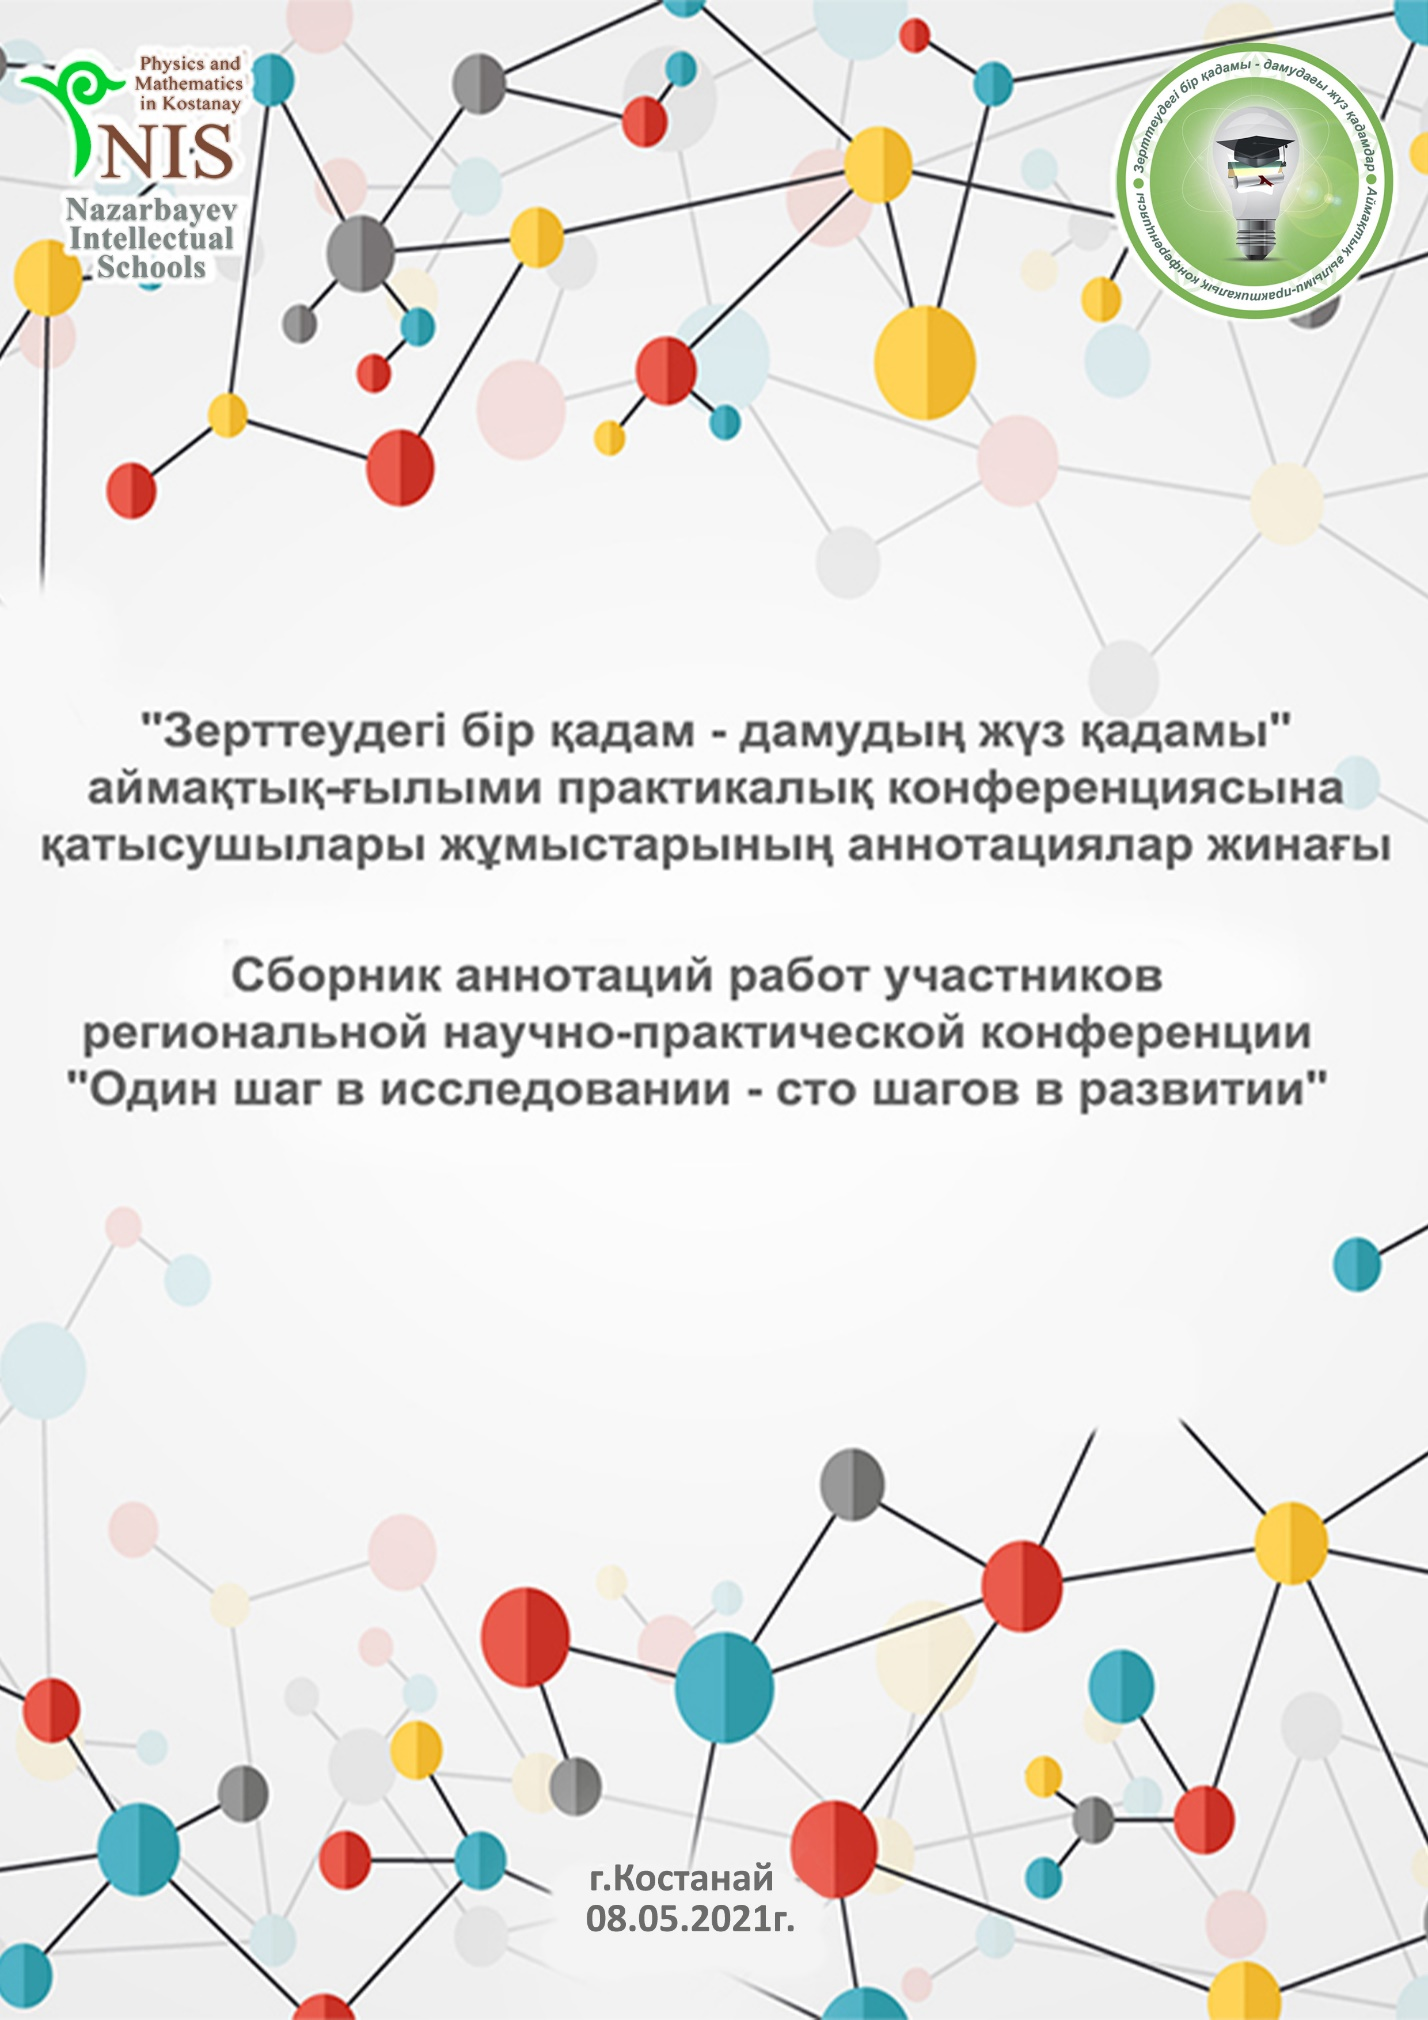 Physics and
Mathematics
in Kostanay
NIS
Nazarbayev
Intellectual
Schools
Зерттеудегі бір қадамы - дамудағы жүз қадамдар
Аймақтық ғылыми-практикалық конференциясы
"Зерттеудегі бір қадам - дамудың жүз қадамы"
аймақтық-ғылыми практикалық конференциясына
қатысушылары жұмыстарының аннотациялар жинағы
Сборник аннотаций работ участников
региональной научно-практической конференции
"Один шаг в исследовании - сто шагов в развитии"
г.Костанай
08.05.2021г.